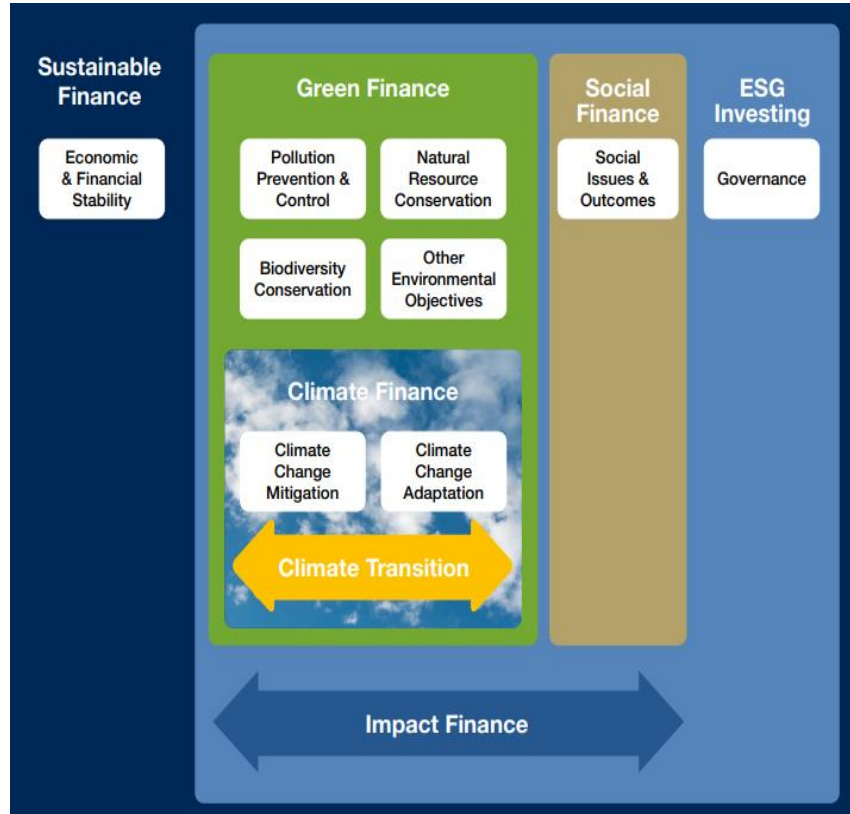 Sustainable
Finance
Economic
& Financial
Stability
Green Finance
Pollution
Prevention &
Control
Natural
Resource
Conservation
Biodiversity
Conservation
Other
Environmental
Objectives
Climate Finance
Climate
Change
Mitigation
Climate
Change
Adaptation
Climate Transition
Social
Finance
Social
Issues &
Outcomes
ESG
Investing
Governance
Impact Finance